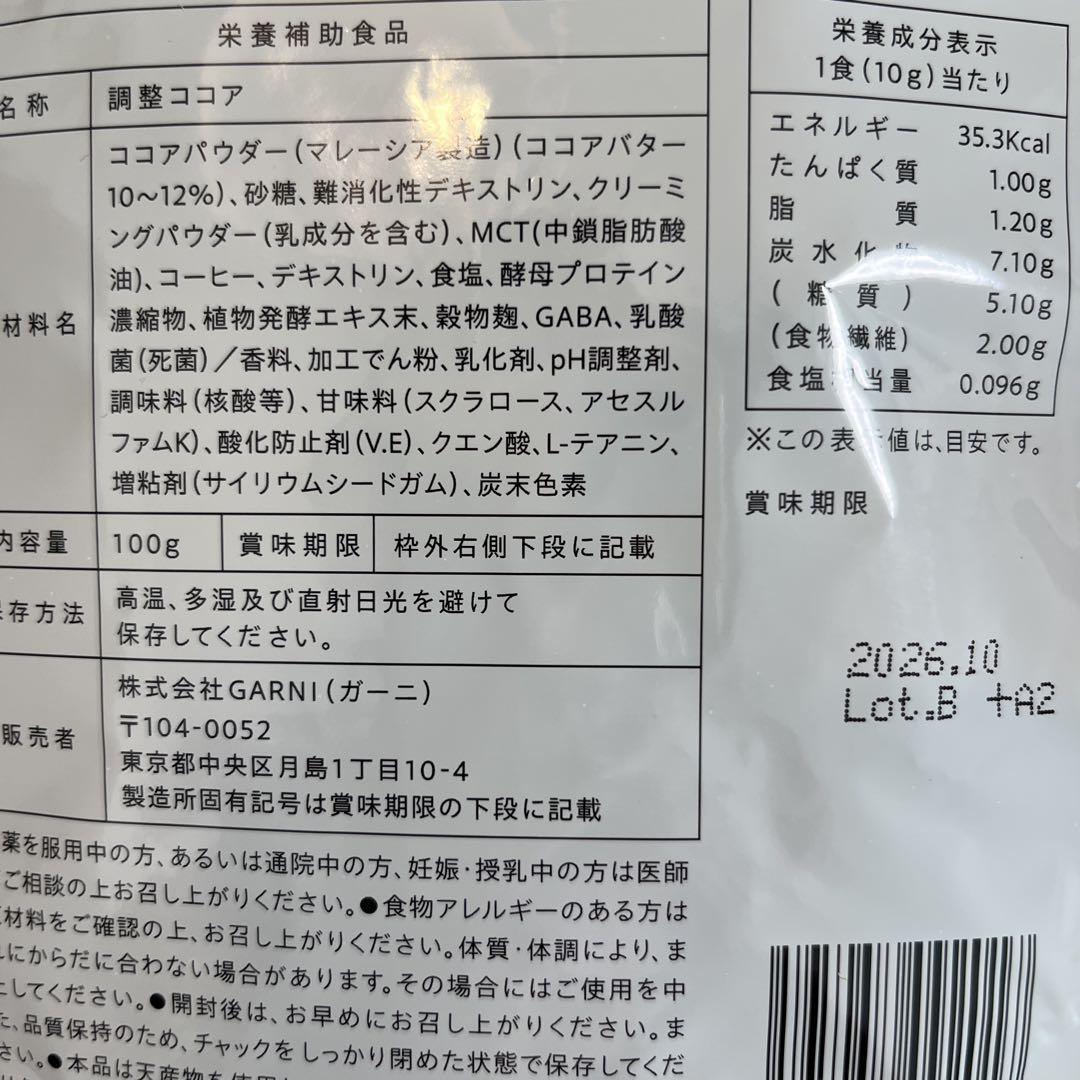 栄養補助食品
名称
調整ココア
材料名
ココアパウダー(マレーシア製造)(ココアバター
10〜12%)、砂糖、難消化性デキストリン、クリーミ
ングパウダー(乳成分を含む)、MCT(中鎖脂肪酸
油)、コーヒー、デキストリン、食塩、酵母プロテイン
濃縮物、植物発酵エキス末、穀物麹、GABA、乳酸
菌(死菌)/香料、加工でん粉、乳化剤、pH調整剤、
調味料(核酸等)、甘味料(スクラロース、アセスル
ファムK)、酸化防止剤(V.E)、クエン酸、L-テアニン、
増粘剤(サイリウムシードガム)、炭末色素
内容量
100g
賞味期限
枠外右側下段に記載
保存方法
高温、多湿及び直射日光を避けて
保存してください。
販売者
株式会社GARNI(ガーニ)
〒104-0052
東京都中央区月島1丁目10-4
製造所固有記号は賞味期限の下段に記載
薬を服用中の方、あるいは通院中の方、妊娠・授乳中の方は医師
ご相談の上お召し上がりください。●食物アレルギーのある方は
材料をご確認の上、お召し上がりください。体質・体調により、ま
にからだに合わない場合があります。その場合にはご使用を中
してください。●開封後は、お早めにお召し上がりください。ま
た、品質保持のため、チャックをしっかり閉めた状態で保存してくだ
さい。●本品は天産物を使用
栄養成分表示
1食(10g)当たり
エネルギー 35.3Kcal
たんぱく質 1.00g
脂質 1.20g
炭水化物 7.10g
(糖質) 5.10g
(食物繊維) 2.00g
食塩相当量 0.096g
※この表示値は、目安です。
賞味期限
2026.10
Lot.B +A2